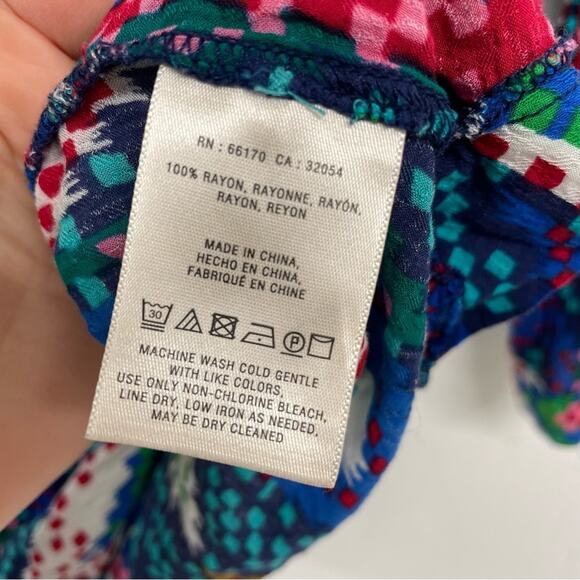 RN : 66170 CA : 32054
100% RAYON, RAYONNE, RAYÓN,
RAYON, REYON
MADE IN CHINA,
HECHO EN CHINA,
FABRIQUÉ EN CHINE
30 P
MACHINE WASH COLD GENTLE
WITH LIKE COLORS,
USE ONLY NON-CHLORINE BLEACH,
LINE DRY, LOW IRON AS NEEDED,
MAY BE DRY CLEANED